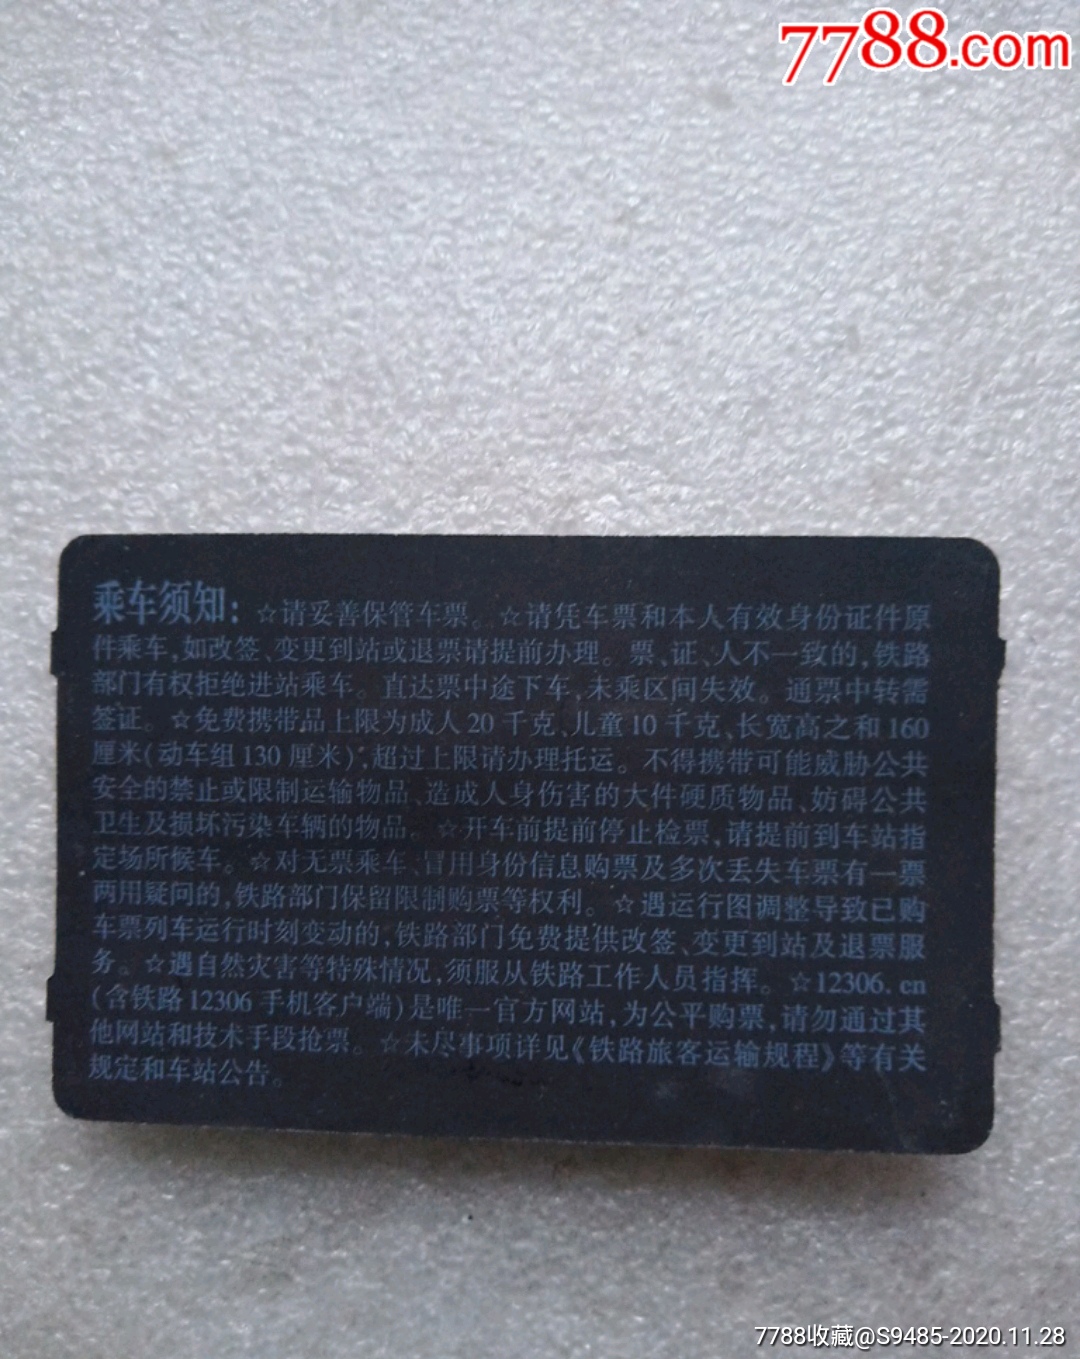 7788.com
乘车须知：☆请妥善保管车票。☆请凭车票和本人有效身份证件原
件乘车，如改签、变更到站或退票请提前办理。票、证、人不一致的，铁路
部门有权拒绝进站乘车。直达票中途下车，未乘区间失效。通票中转需
签证。☆免费携带品上限为成人20 千克、儿童10 千克、长宽高之和 160
厘米(动车组 130 厘米)，超过上限请办理托运。不得携带可能威胁公共
安全的禁止或限制运输物品、造成人身伤害的大件硬质物品、妨碍公共
卫生及损坏污染车辆的物品。☆开车前提前停止检票，请提前到车站指
定场所候车。☆对无票乘车、冒用身份信息购票及多次丢失车票有一票
两用疑问的，铁路部门保留限制购票等权利。☆遇运行图调整导致已购
车票列车运行时刻变动的，铁路部门免费提供改签、变更到站及退票服
务。☆遇自然灾害等特殊情况，须服从铁路工作人员指挥。☆12306.cn
(含铁路 12306 手机客户端)是唯一官方网站，为公平购票，请勿通过其
他网站和技术手段抢票。☆未尽事项详见《铁路旅客运输规程》等有关
规定和车站公告。
7788收藏@S9485-2020.11.28